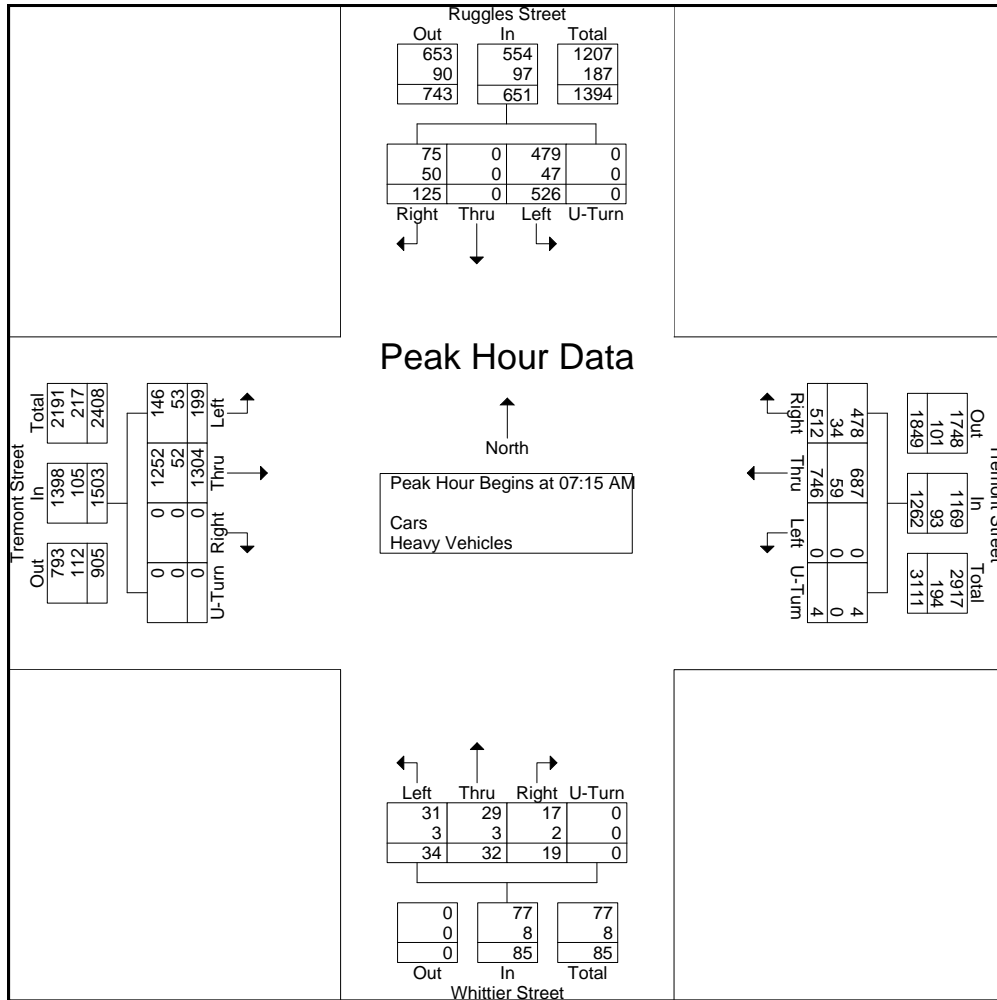 Ruggles Street
Out In Total
653 554 1207
90 97 187
743 651 1394
75 0 479 0
50 0 47 0
125 0 526 0
Right Thru Left U-Turn
Peak Hour Data
North
Peak Hour Begins at 07:15 AM
Cars
Heavy Vehicles
Tremont Street
Out In Total
793 1398 2191
112 105 217
905 1503 2408
U-Turn Right Thru Left
0 0 1252 146
0 0 52 53
0 0 1304 199
Tremont Street
Out In Total
1748 1169 2917
101 93 194
1849 1262 3111
478 687 0 4
34 59 0 0
512 746 0 4
Right Thru Left U-Turn
Left Thru Right U-Turn
31 29 17 0
3 3 2 0
34 32 19 0
0 77 77
0 8 8
0 85 85
Out In Total
Whittier Street